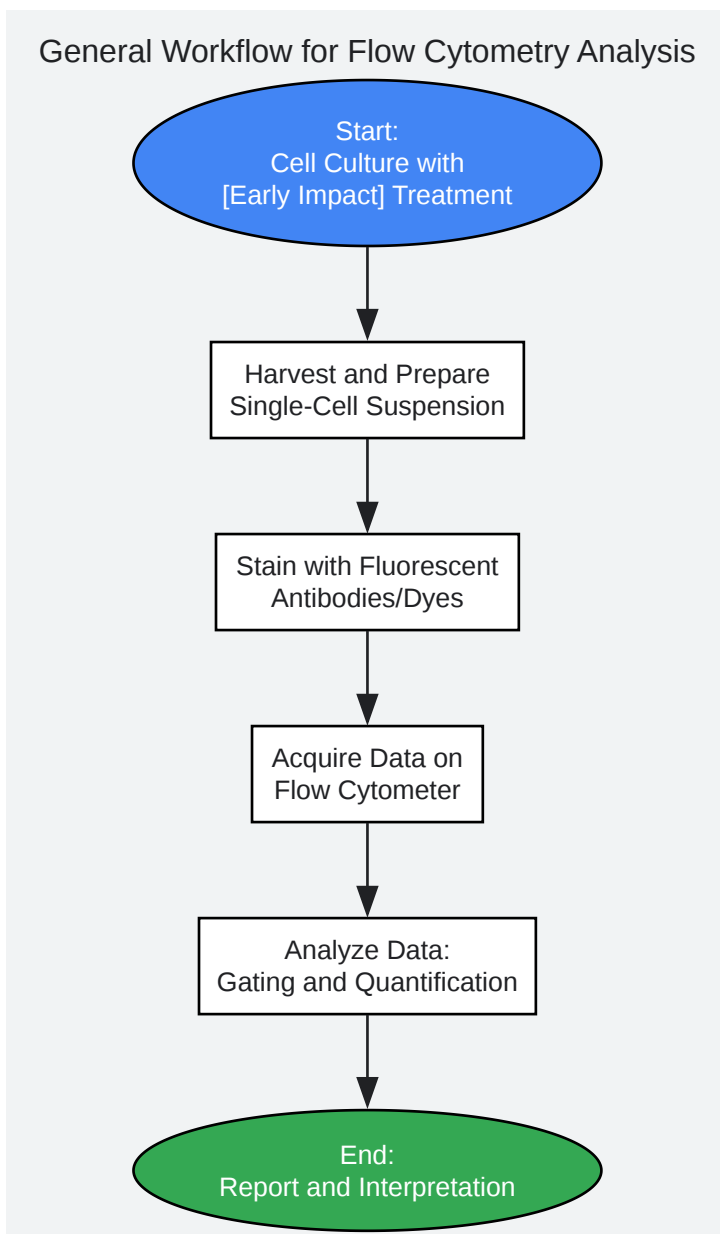 General Workflow for Flow Cytometry Analysis
Start:
Cell Culture with
[Early Impact] Treatment
Harvest and Prepare
Single-Cell Suspension
Stain with Fluorescent
Antibodies/Dyes
Acquire Data on
Flow Cytometer
Analyze Data:
Gating and Quantification
End:
Report and Interpretation